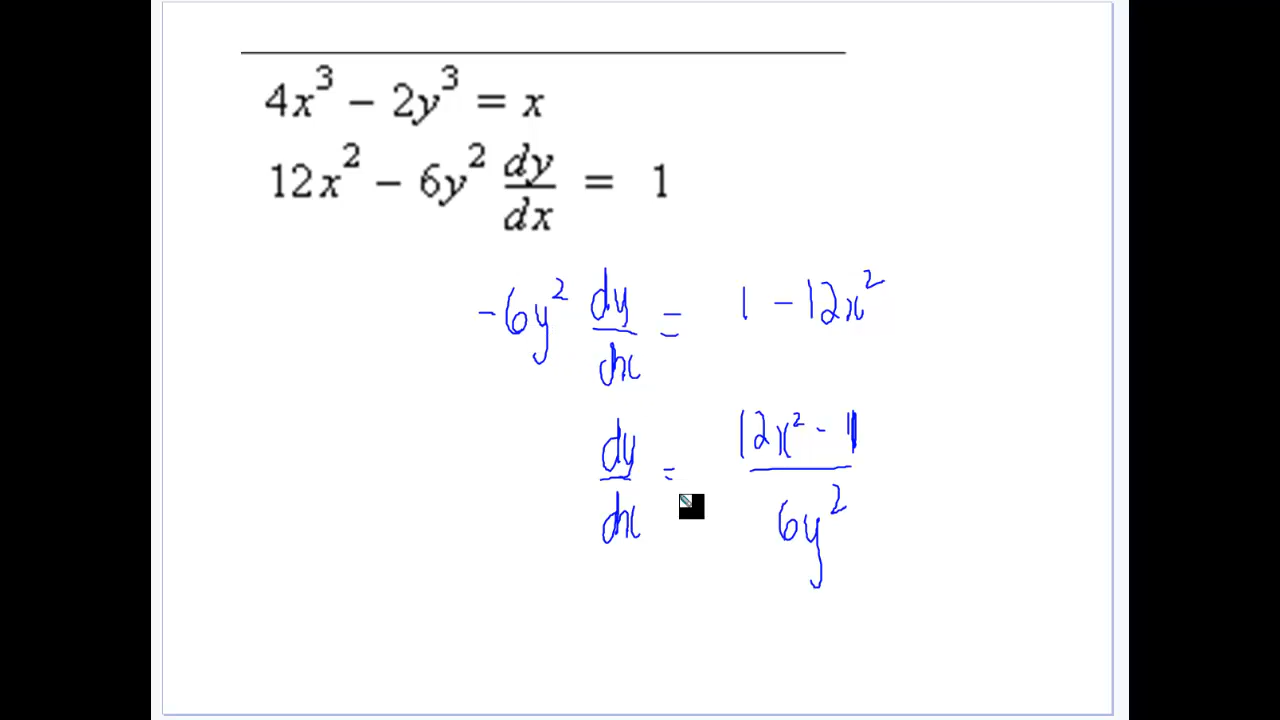 4x³ − 2y³ = x
12x² − 6y² dy/dx = 1
-6y² dy/dx = 1 - 12x²
dy/dx = (12x² - 1)/(6y²)